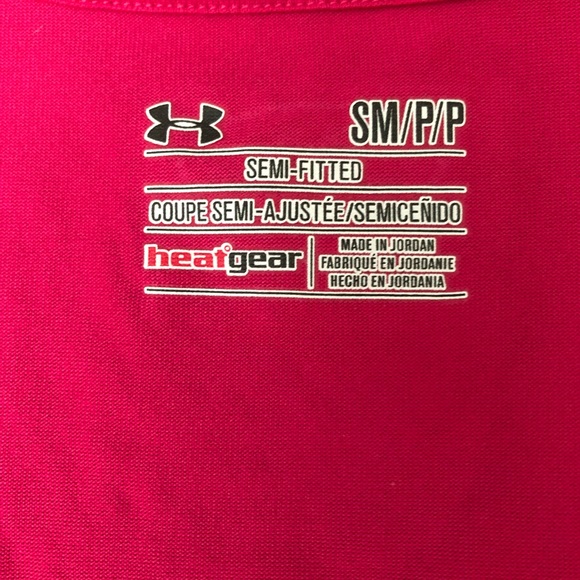 SM/P/P
SEMI-FITTED
COUPE SEMI-AJUSTÉE/SEMICEÑIDO
heatgear
MADE IN JORDAN
FABRIQUÉ EN JORDANIE
HECHO EN JORDANIA